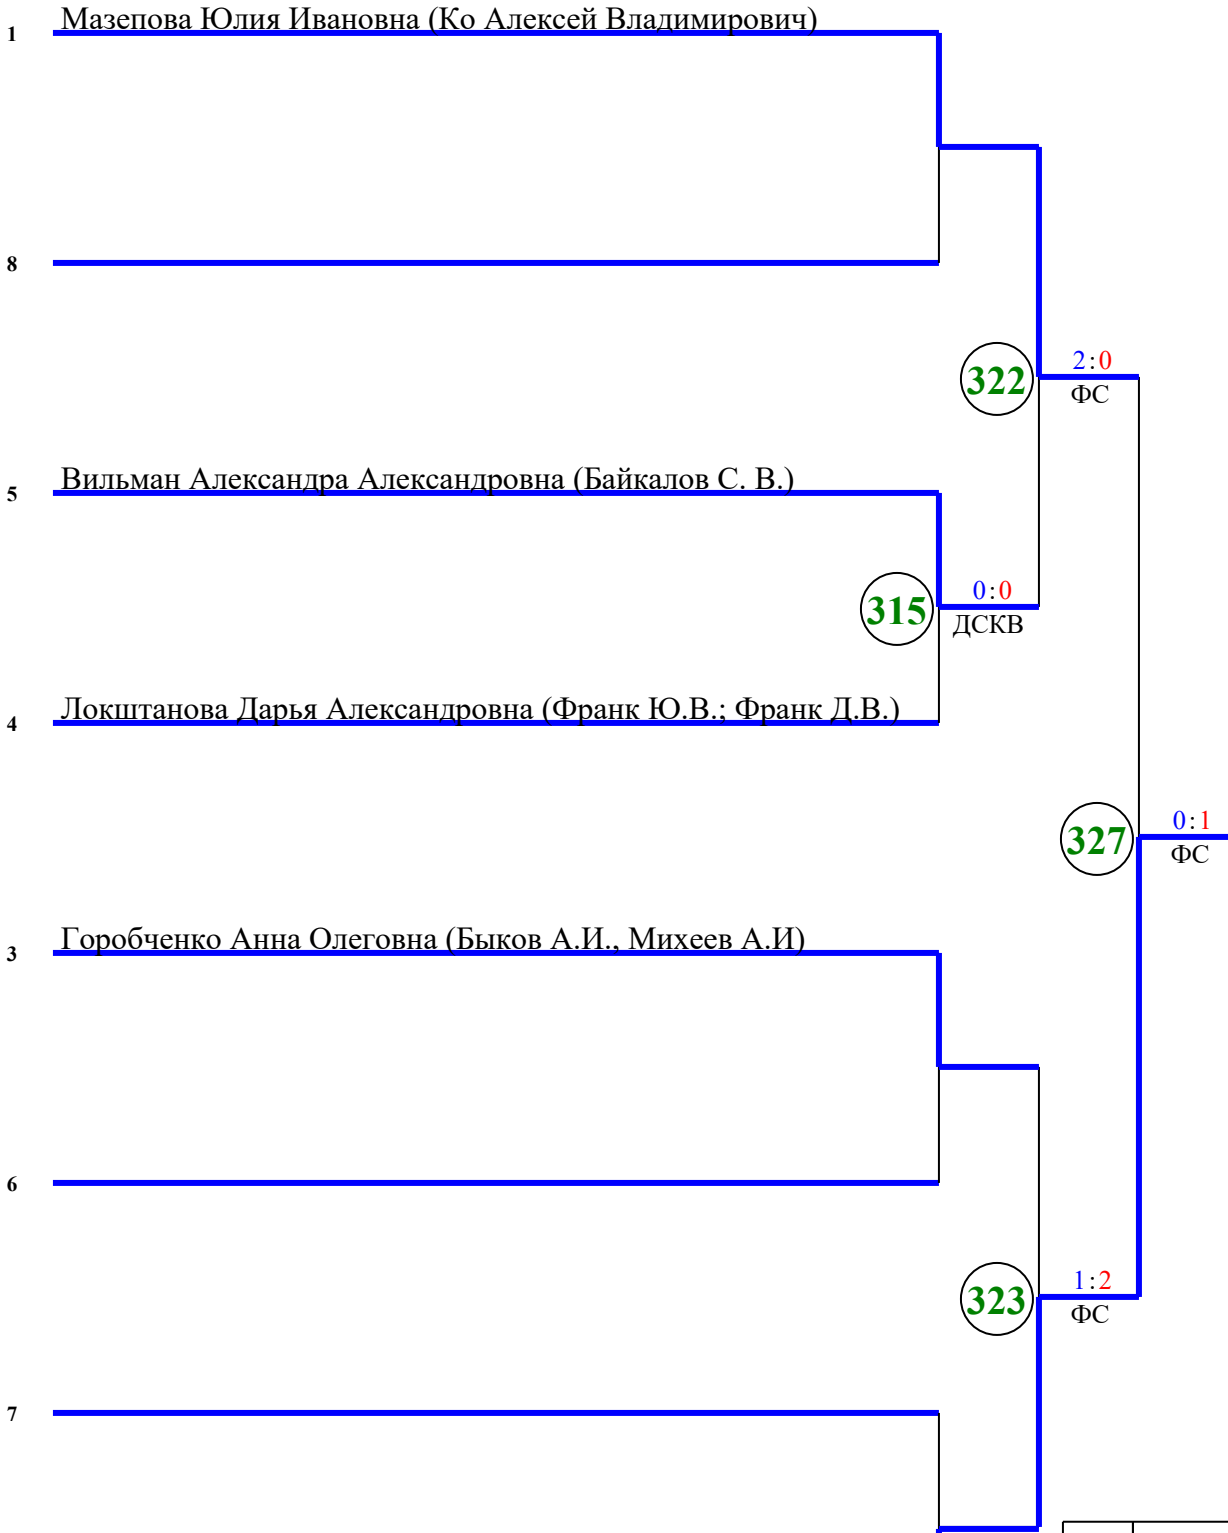 Мазепова Юлия Ивановна (Ко Алексей Владимирович)
1
8
2:0
322
ФС
Вильман Александра Александровна (Байкалов С. В.)
5
0:0
315
ДСКВ
Локштанова Дарья Александровна (Франк Ю.В.; Франк Д.В.)
4
0:1
327
ФС
Горобченко Анна Олеговна (Быков А.И., Михеев А.И)
3
6
1:2
323
ФС
7